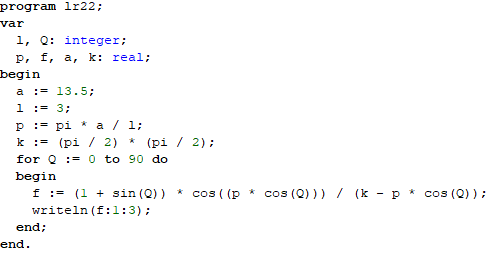 program lr22;
var
l, Q: integer;
p, f, a, k: real;
begin
a := 13.5;
l := 3;
p := pi * a / l;
k := (pi / 2) * (pi / 2);
for Q := 0 to 90 do
begin
f := (1 + sin(Q)) * cos((p * cos(Q))) / (k - p * cos(Q));
writeln(f:1:3);
end;
end.